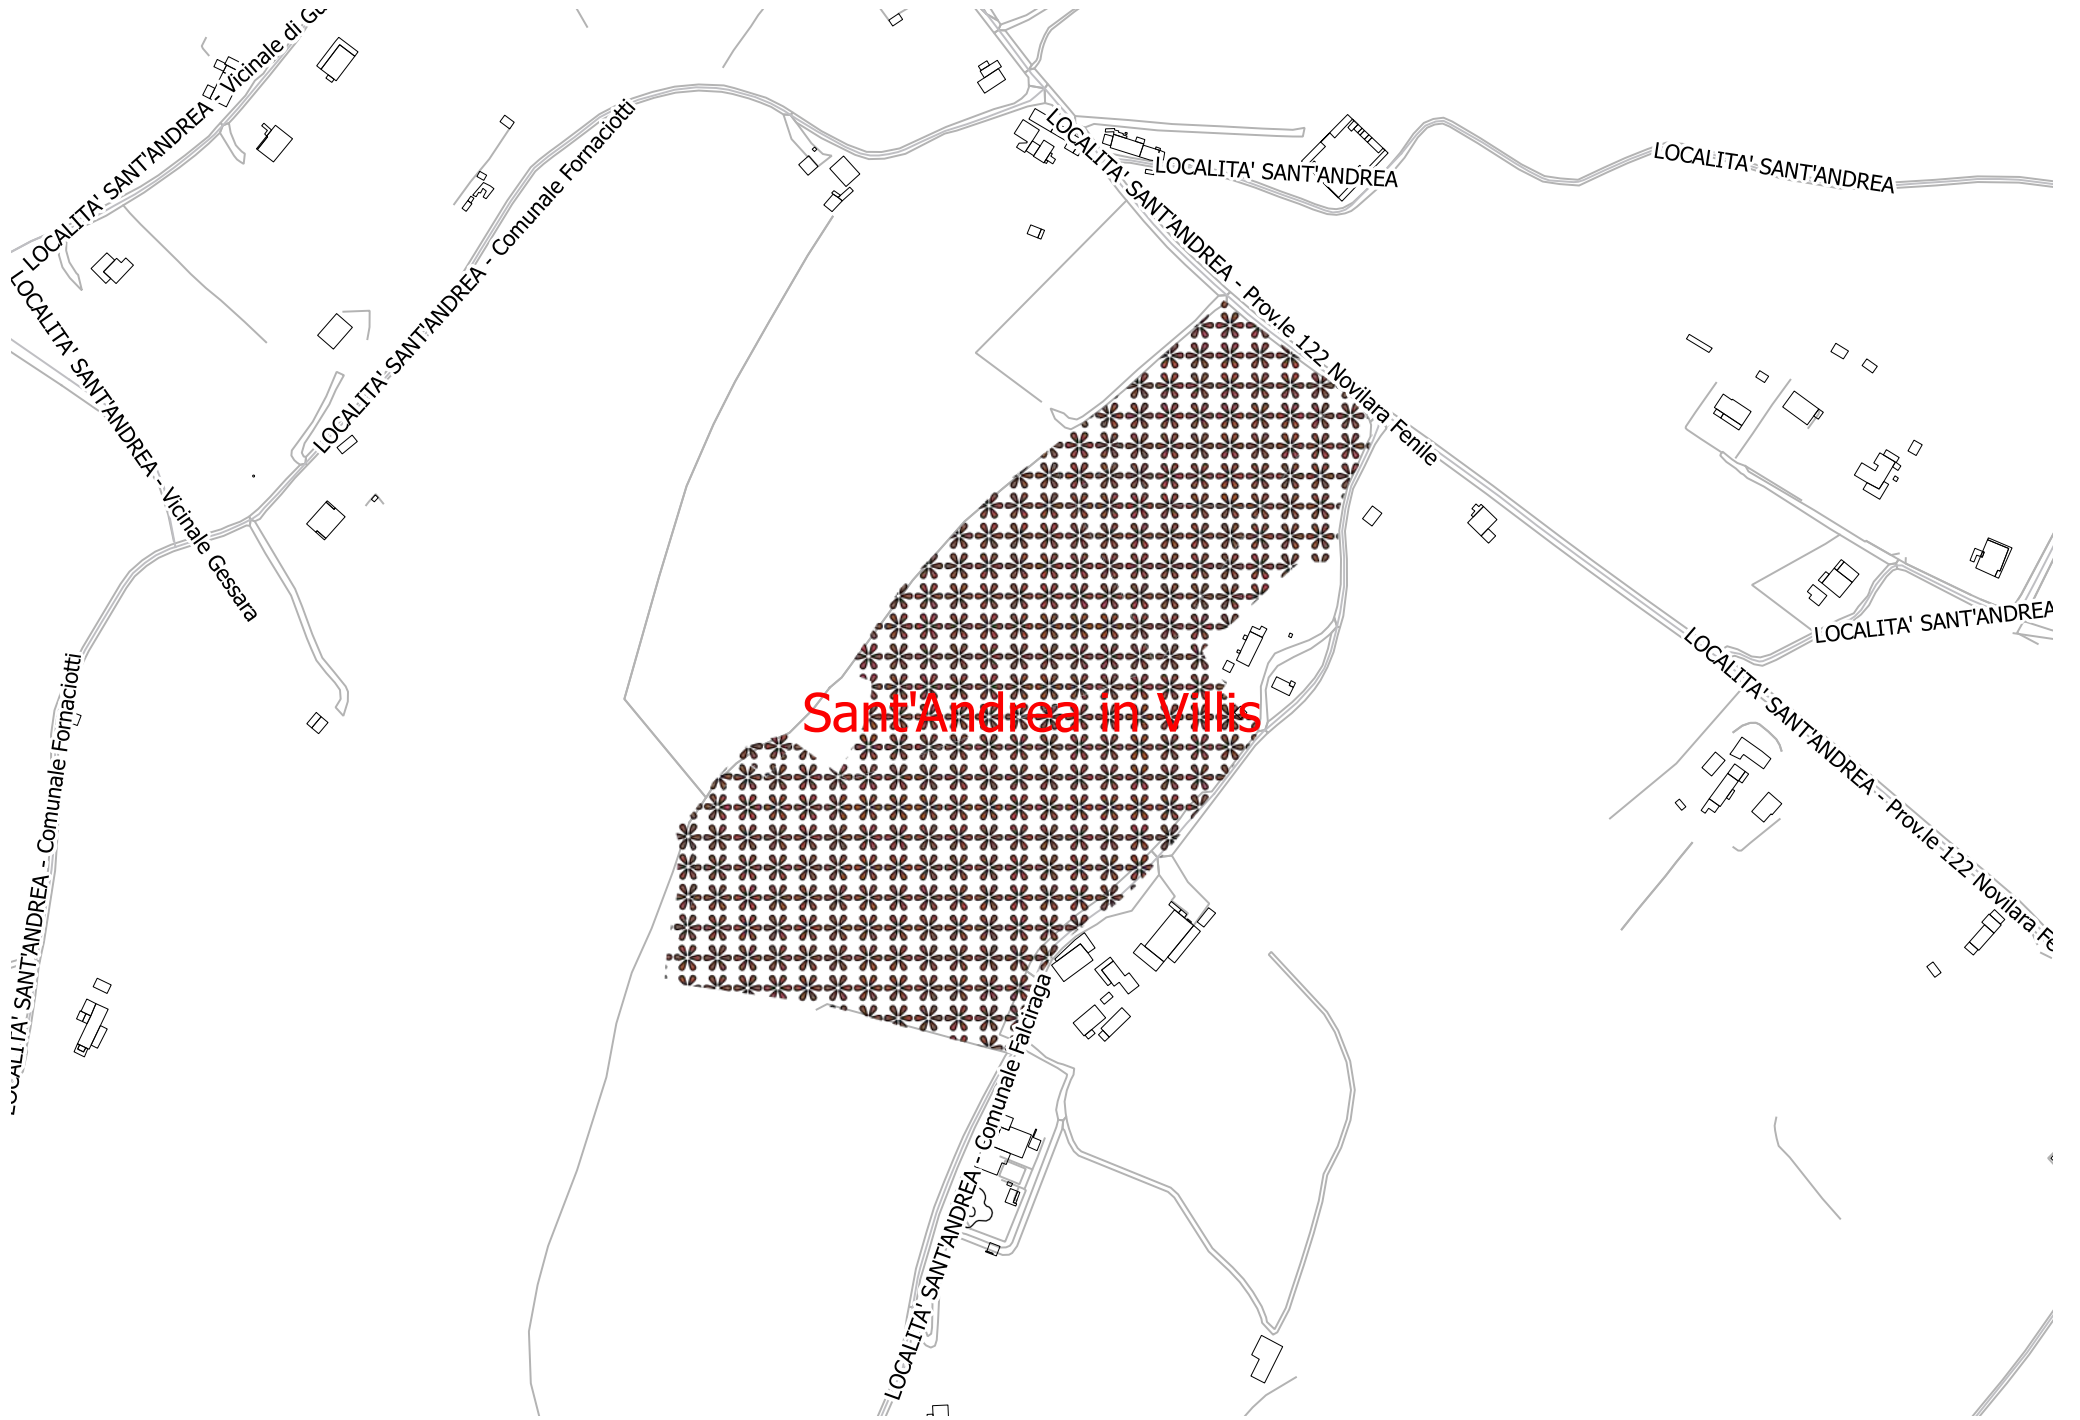 LOCALITA' SANT'ANDREA - Vicinale di
LOCALITA' SANT'ANDREA - Comunale Fornaciotti
LOCALITA' SANT'ANDREA - Prov.le 122 Novilara Fenile
LOCALITA' SANT'ANDREA
LOCALITA' SANT'ANDREA
LOCALITA' SANT'ANDREA - Vicinale Gessara
LOCALITA' SANT'ANDREA
LOCALITA' SANT'ANDREA - Prov.le 122 Novilara Fe
Sant'Andrea in Villis
LOCALITA' SANT'ANDREA - Comunale Fornaciotti
LOCALITA' SANT'ANDREA - Comunale Falciraga